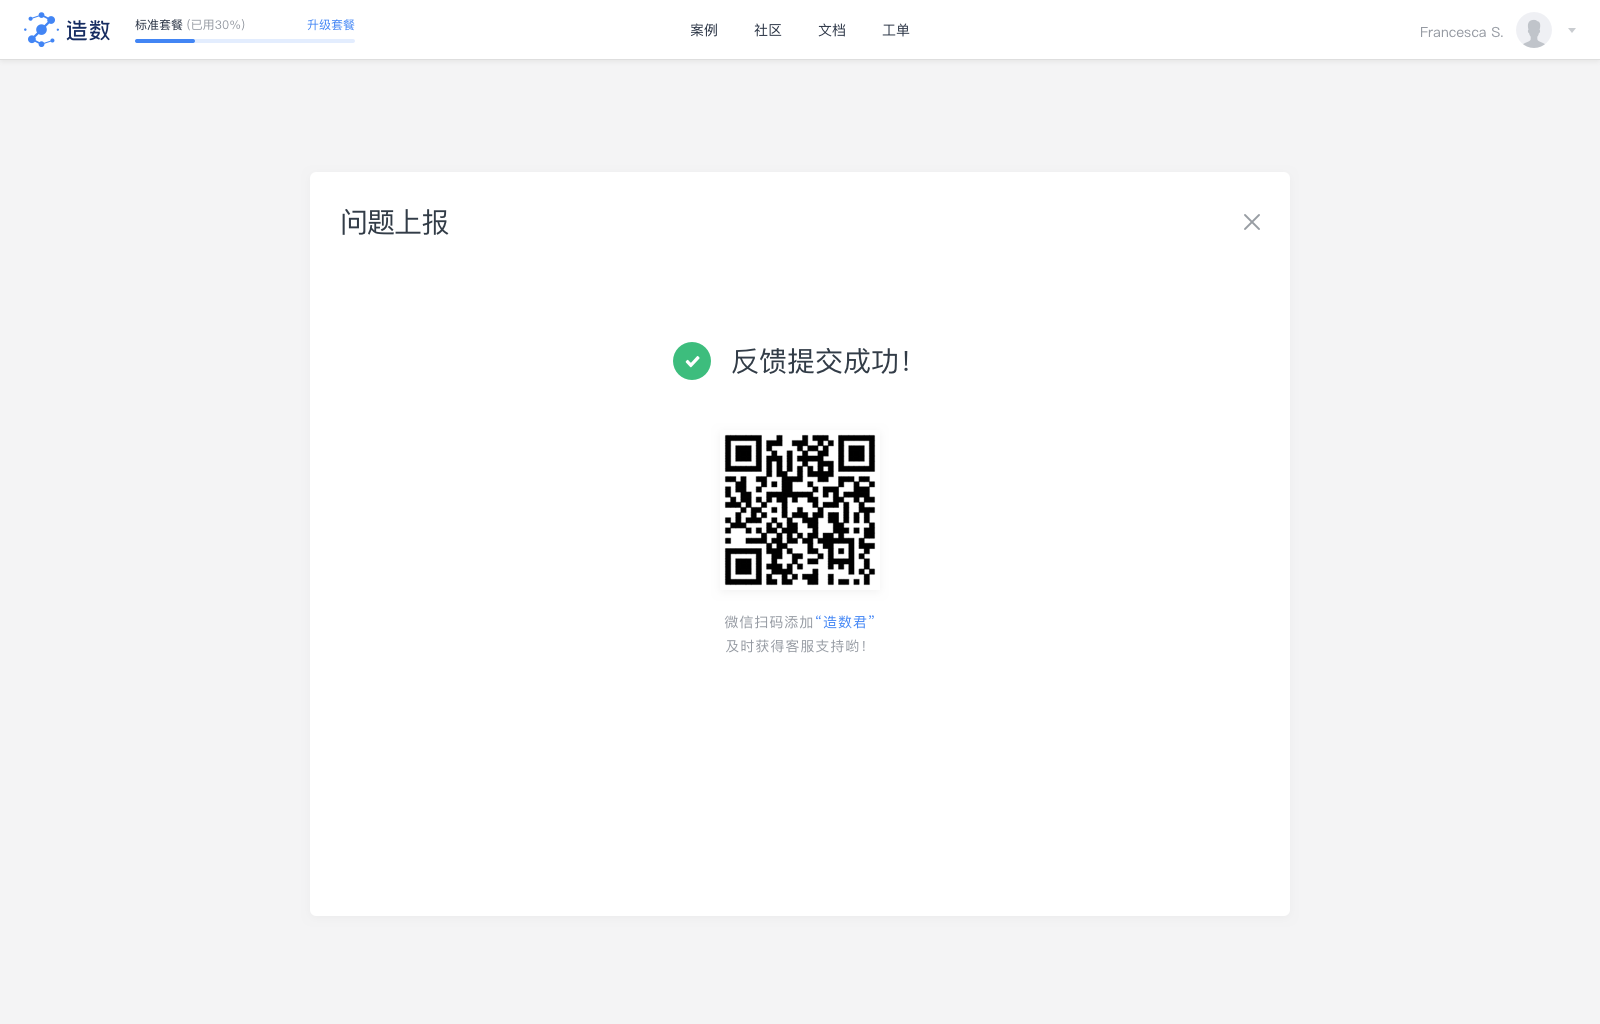 造数
标准套餐 (已用30%)
升级套餐
案例
社区
文档
工单
Francesca S.
问题上报
反馈提交成功!
微信扫码添加“造数君”
及时获得客服支持哟!